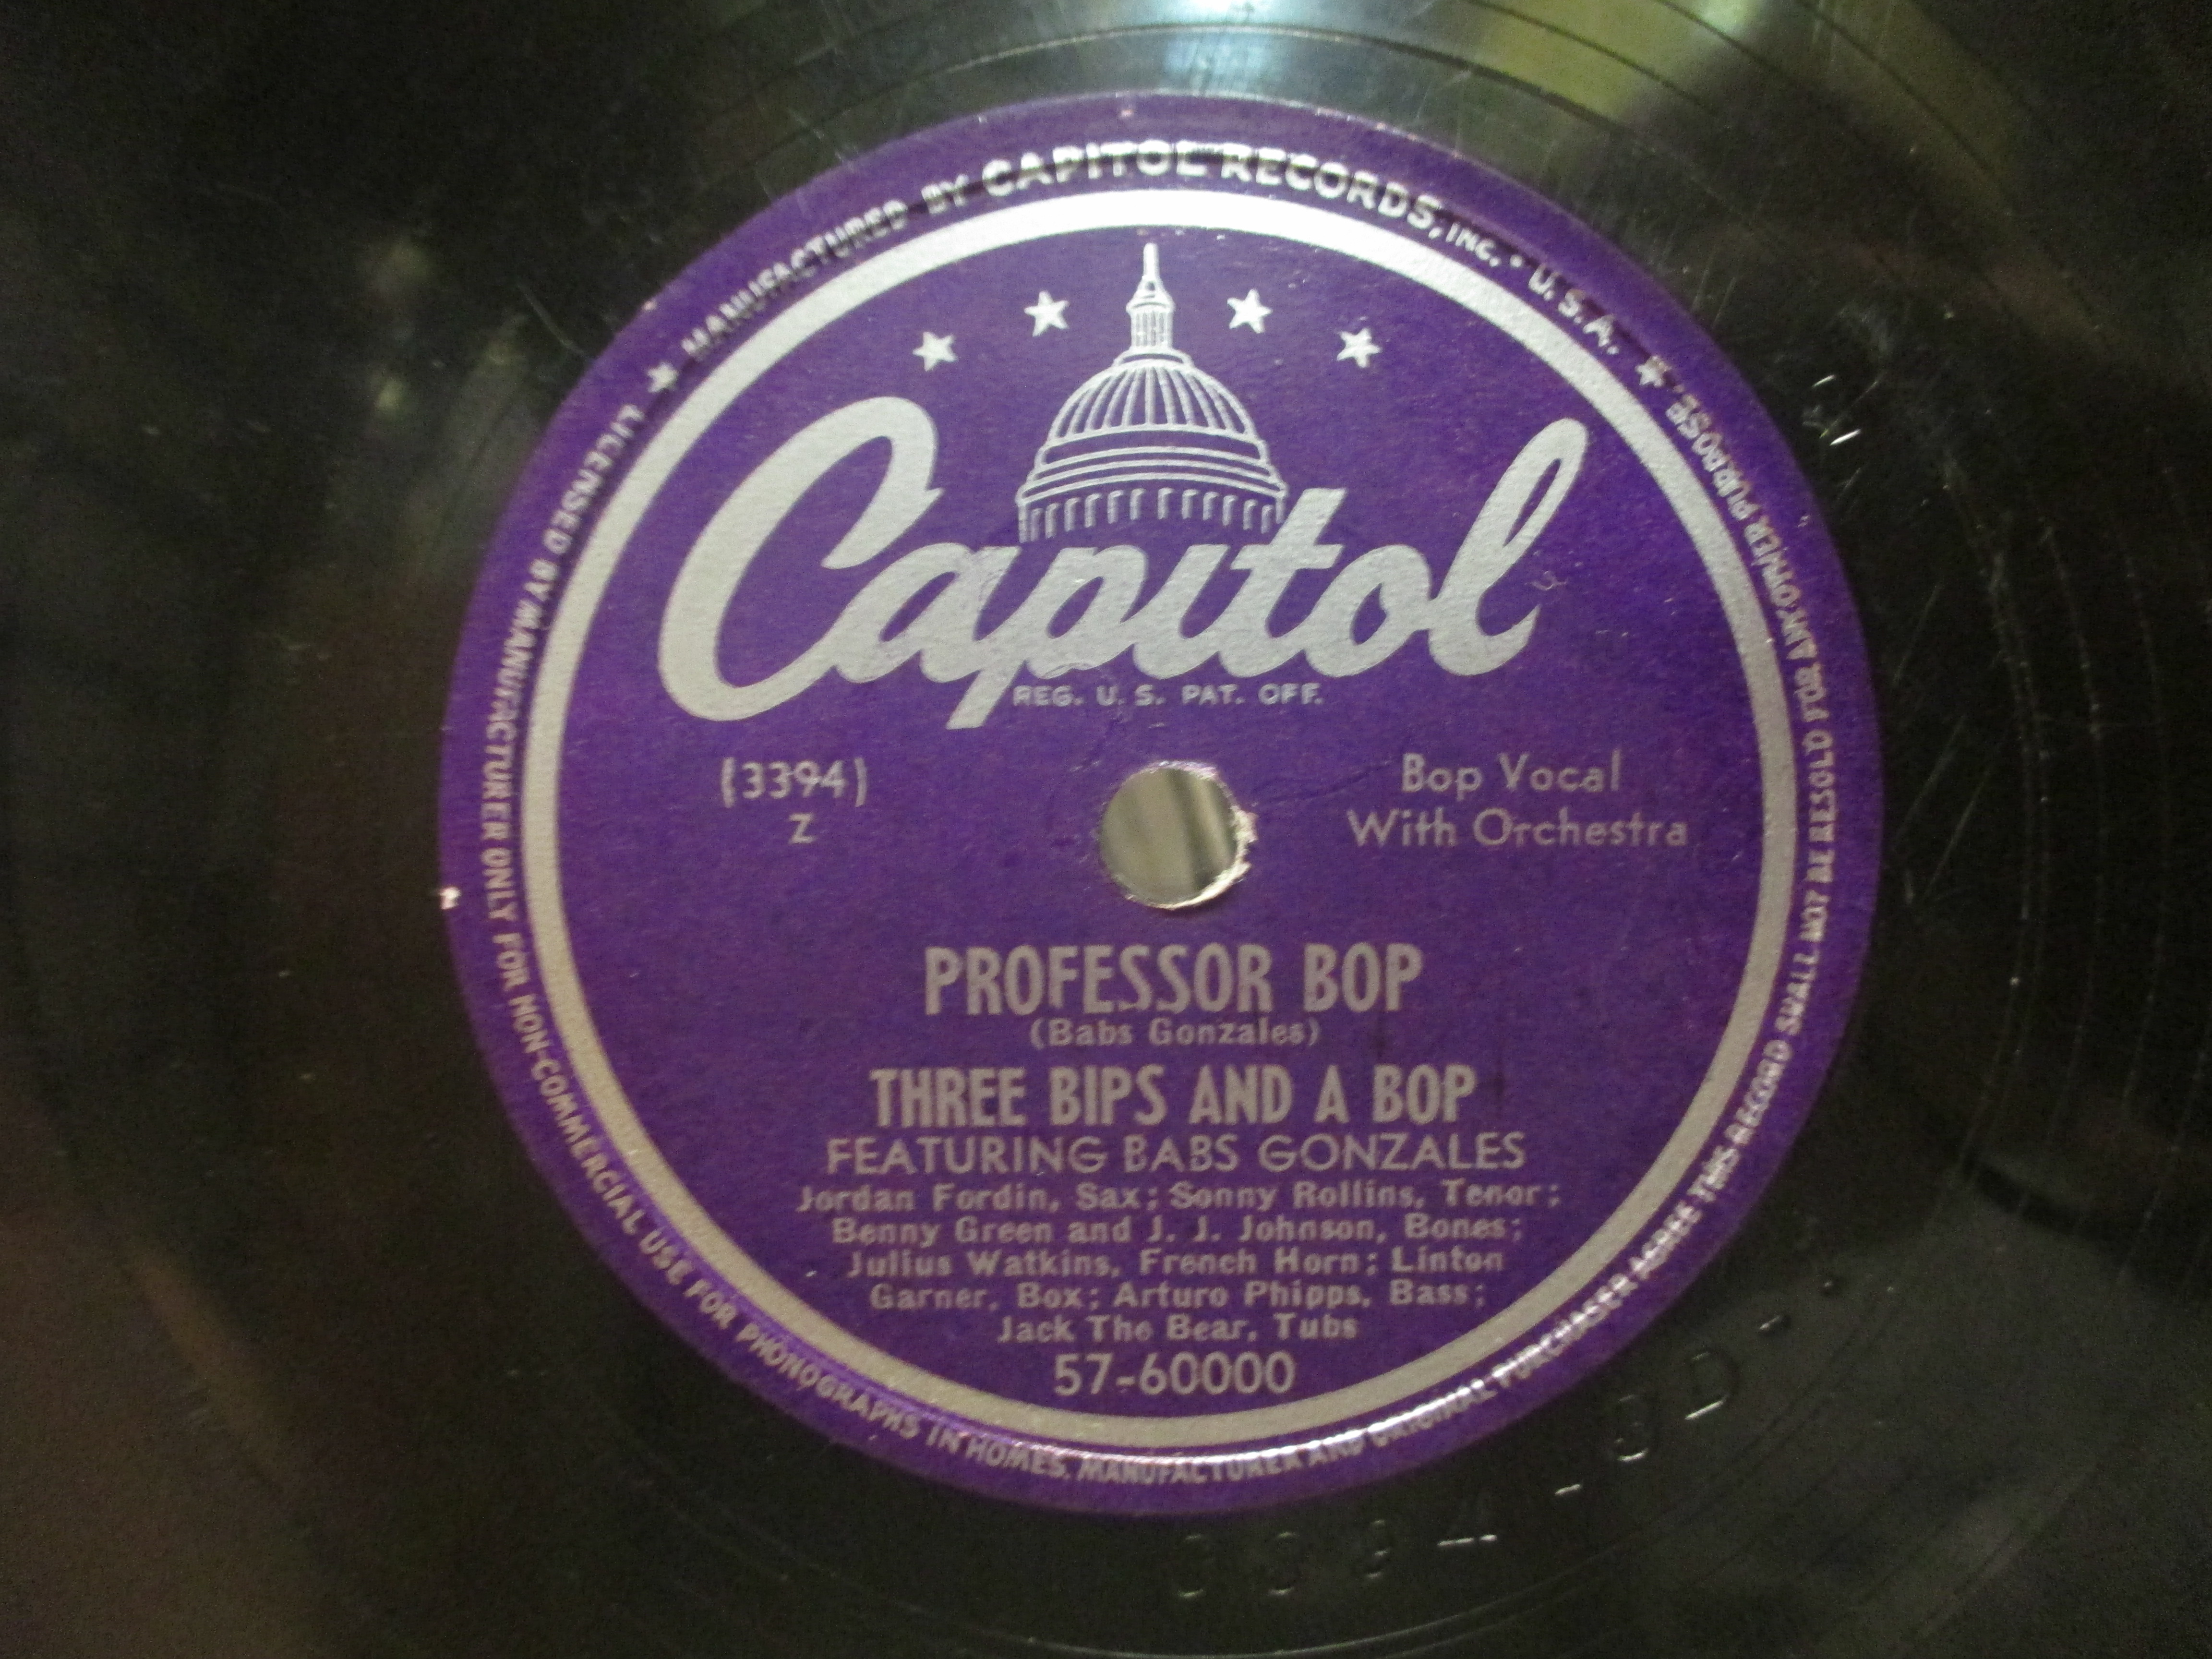 MANUFACTURED BY CAPITOL RECORDS, INC. • U.S.A.
Capitol
REG. U. S. PAT. OFF.
(3394)
Z
Bop Vocal
With Orchestra
PROFESSOR BOP
(Babs Gonzales)
THREE BIPS AND A BOP
FEATURING BABS GONZALES
Jordan Fordin, Sax; Sonny Rollins, Tenor;
Benny Green and J. J. Johnson, Bones;
Julius Watkins, French Horn; Linton
Garner, Box; Arturo Phipps, Bass;
Jack The Bear, Tubs
57-60000
LICENSED BY MANUFACTURER ONLY FOR NON-COMMERCIAL USE FOR PHONOGRAPHS IN HOMES. MANUFACTURER AND ORIGINAL PURCHASER AGREE THIS RECORD SHALL NOT BE RESOLD FOR ANY OTHER PURPOSE.